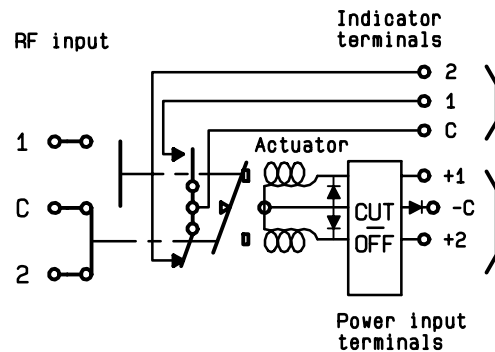 Indicator
terminals
RF input
2
1
C
Actuator
1
C
2
+1
-C
+2
CUT
OFF
Power input
terminals